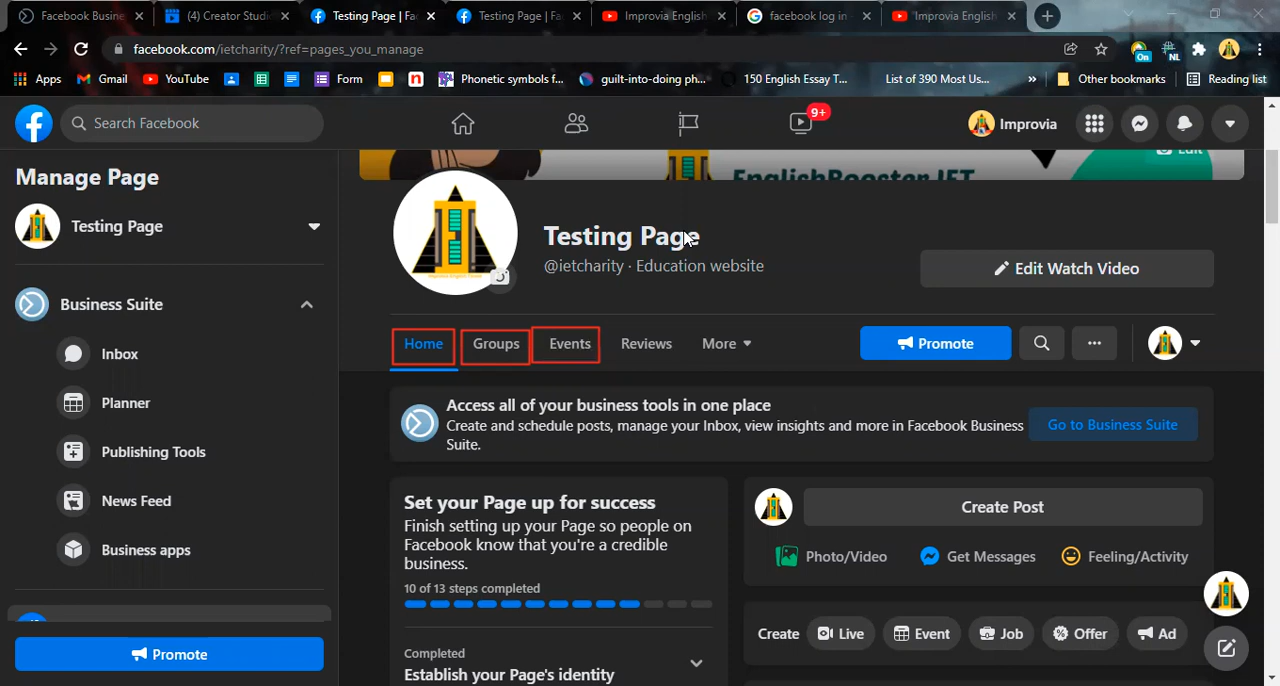 Facebook Busine
(4) Creator Studi
Testing Page | Fa
Testing Page | F
Improvia English
facebook log in -
Improvia English
facebook.com/ietcharity/?ref=pages_you_manage
On
NL
Apps
Gmail
YouTube
Form
Phonetic symbols f...
guilt-into-doing ph...
150 English Essay T...
List of 390 Most Us...
»
Other bookmarks
Reading list
Search Facebook
9+
Improvia
Manage Page
Testing Page
Business Suite
Inbox
Planner
Publishing Tools
News Feed
Business apps
Promote
EnglishBooster IET
Edit
Testing Page
@ietcharity · Education website
Edit Watch Video
Home
Groups
Events
Reviews
More
Promote
Access all of your business tools in one place
Create and schedule posts, manage your Inbox, view insights and more in Facebook Business
Suite.
Go to Business Suite
Set your Page up for success
Finish setting up your Page so people on
Facebook know that you're a credible
business.
10 of 13 steps completed
Completed
Establish your Page's identity
Create Post
Photo/Video
Get Messages
Feeling/Activity
Create
Live
Event
Job
Offer
Ad